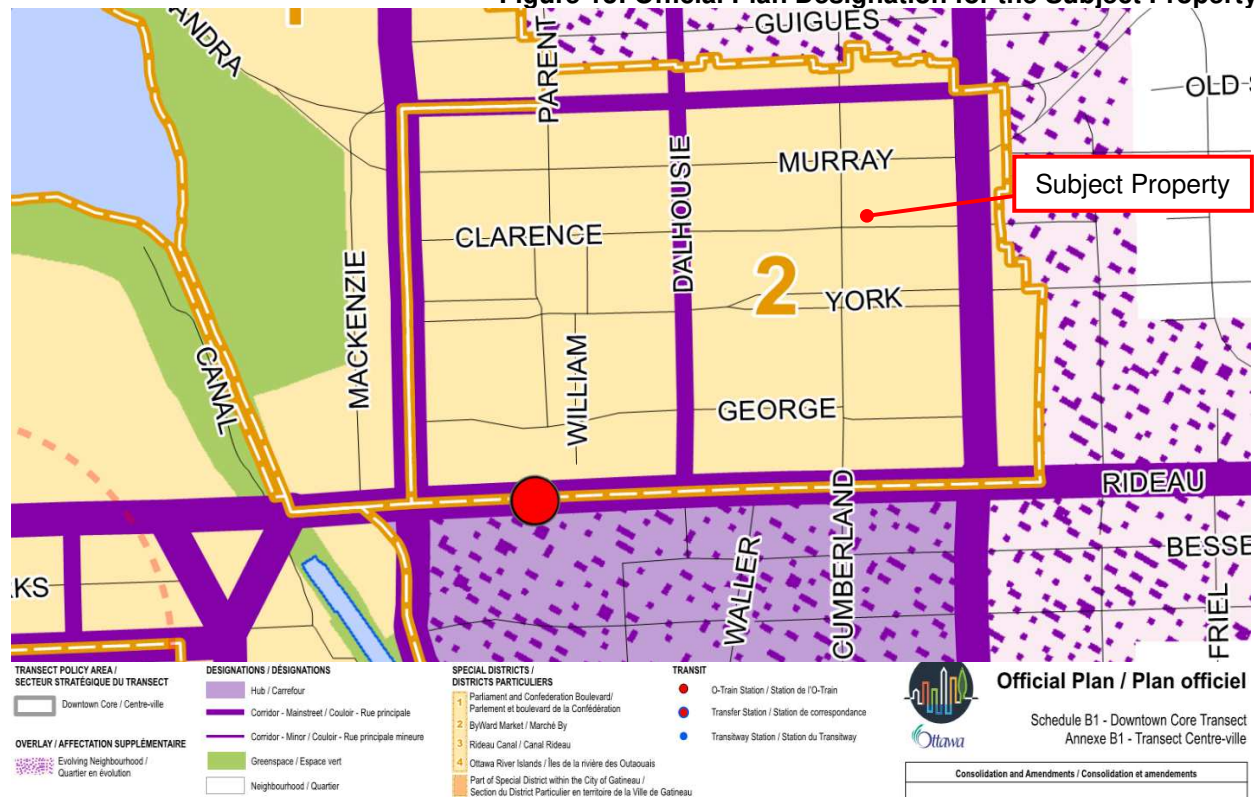 Figure 15: Official Plan Designation for the Subject Property
ANDRA
PARENT
GUIGUES
OLD S
MURRAY
Subject Property
DALHOUSIE
CLARENCE
2
YORK
MACKENZIE
CANAL
WILLIAM
GEORGE
RIDEAU
CUMBERLAND
WALLER
BESSE
KS
FRIEL
TRANSECT POLICY AREA /
SECTEUR STRATÉGIQUE DU TRANSECT
Downtown Core / Centre-ville
OVERLAY / AFFECTATION SUPPLÉMENTAIRE
Evolving Neighbourhood /
Quartier en évolution
DESIGNATIONS / DÉSIGNATIONS
Hub / Carrefour
Corridor - Mainstreet / Couloir - Rue principale
Corridor - Minor / Couloir - Rue principale mineure
Greenspace / Espace vert
Neighbourhood / Quartier
SPECIAL DISTRICTS /
DISTRICTS PARTICULIERS
1 Parliament and Confederation Boulevard/
Parlement et boulevard de la Confédération
2 ByWard Market / Marché By
3 Rideau Canal / Canal Rideau
4 Ottawa River Islands / Îles de la rivière des Outaouais
Part of Special District within the City of Gatineau /
Section du District Particulier en territoire de la Ville de Gatineau
TRANSIT
O-Train Station / Station de l'O-Train
Transfer Station / Station de correspondance
Transitway Station / Station du Transitway
Ottawa
Official Plan / Plan officiel
Schedule B1 - Downtown Core Transect
Annexe B1 - Transect Centre-ville
Consolidation and Amendments / Consolidation et amendements